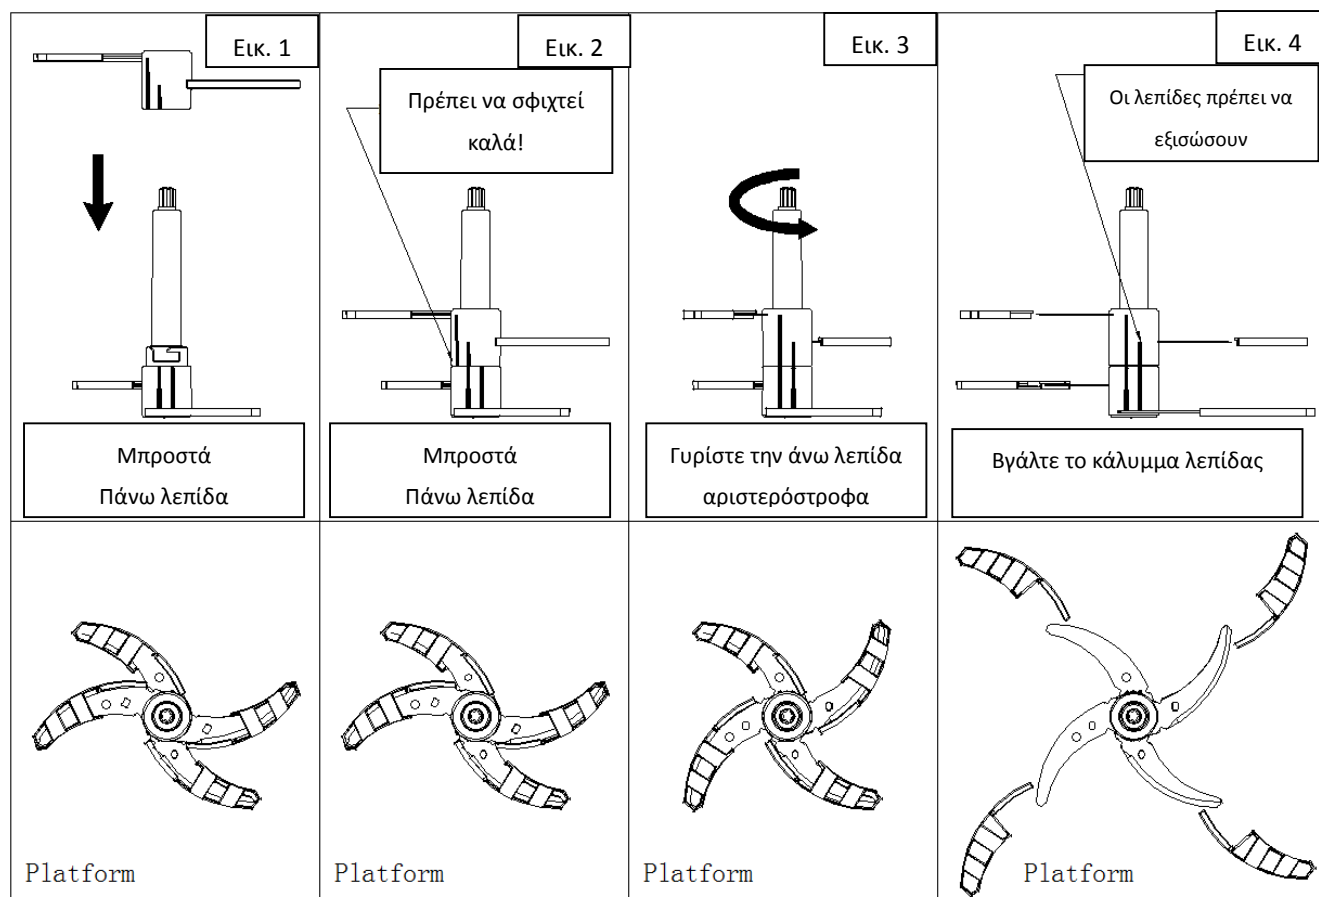 Εικ. 1
Μπροστά
Πάνω λεπίδα
Εικ. 2
Πρέπει να σφιχτεί
καλά!
Μπροστά
Πάνω λεπίδα
Εικ. 3
Γυρίστε την άνω λεπίδα
αριστερόστροφα
Εικ. 4
Οι λεπίδες πρέπει να
εξισώσουν
Βγάλτε το κάλυμμα λεπίδας
Platform
Platform
Platform
Platform